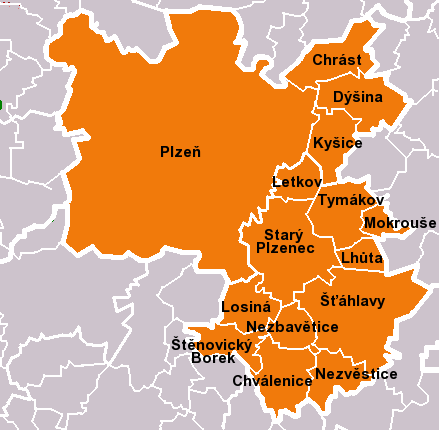 Chrást
Dýšina
Kyšice
Plzeň
Letkov
Tymákov
Mokrouše
Starý
Plzenec
Lhůta
Šťáhlavy
Losiná
Nezbavětice
Štěnovický
Borek
Chválenice
Nezvěstice